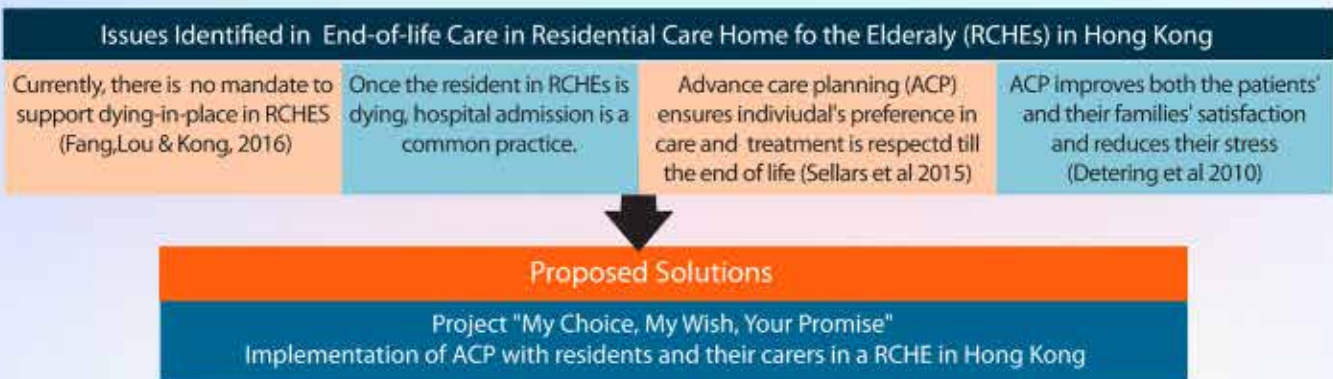 Issues Identified in End-of-life Care in Residential Care Home fo the Elderaly (RCHEs) in Hong Kong
Currently, there is no mandate to
support dying-in-place in RCHES
(Fang,Lou & Kong, 2016)
Once the resident in RCHEs is
dying, hospital admission is a
common practice.
Advance care planning (ACP)
ensures indiviudal's preference in
care and treatment is respectd till
the end of life (Sellars et al 2015)
ACP improves both the patients'
and their families' satisfaction
and reduces their stress
(Detering et al 2010)
Proposed Solutions
Project "My Choice, My Wish, Your Promise"
Implementation of ACP with residents and their carers in a RCHE in Hong Kong